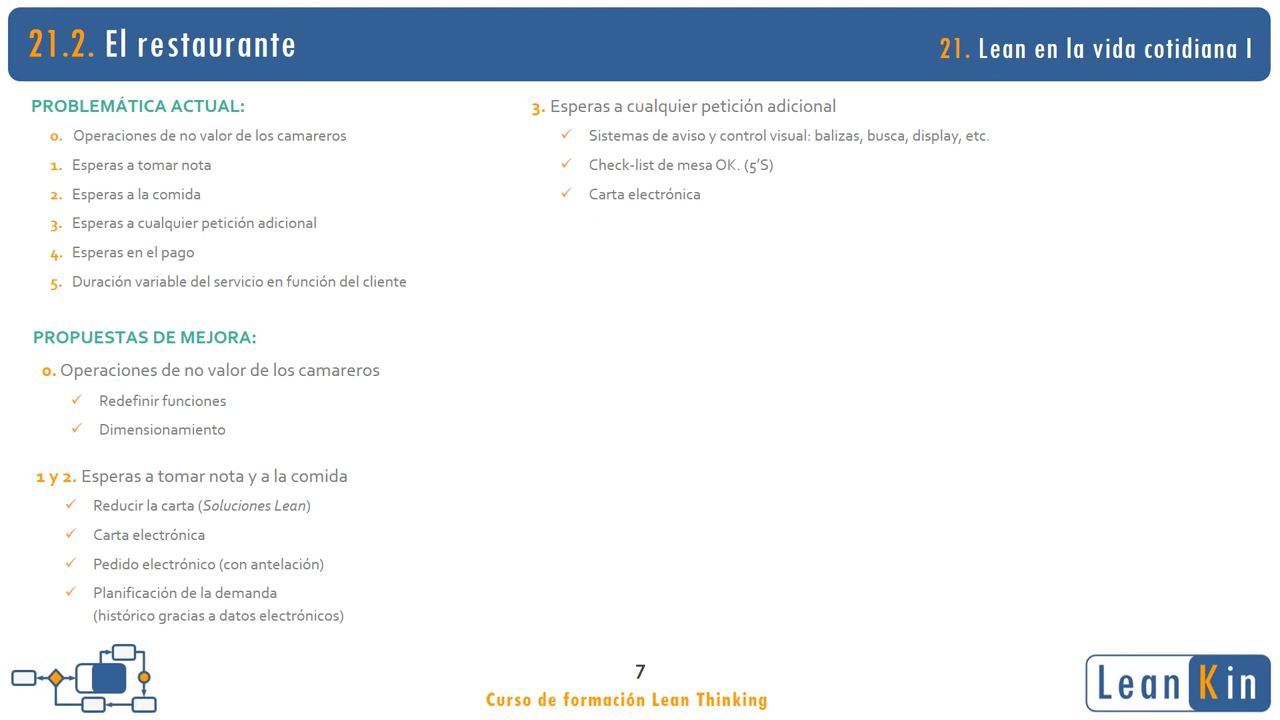 21.2. El restaurante
21. Lean en la vida cotidiana I
PROBLEMÁTICA ACTUAL:
0. Operaciones de no valor de los camareros
1. Esperas a tomar nota
2. Esperas a la comida
3. Esperas a cualquier petición adicional
4. Esperas en el pago
5. Duración variable del servicio en función del cliente
PROPUESTAS DE MEJORA:
0. Operaciones de no valor de los camareros
✓ Redefinir funciones
✓ Dimensionamiento
1 y 2. Esperas a tomar nota y a la comida
✓ Reducir la carta (Soluciones Lean)
✓ Carta electrónica
✓ Pedido electrónico (con antelación)
✓ Planificación de la demanda
(histórico gracias a datos electrónicos)
3. Esperas a cualquier petición adicional
✓ Sistemas de aviso y control visual: balizas, busca, display, etc.
✓ Check-list de mesa OK. (5’S)
✓ Carta electrónica
7
Curso de formación Lean Thinking
Lean Kin